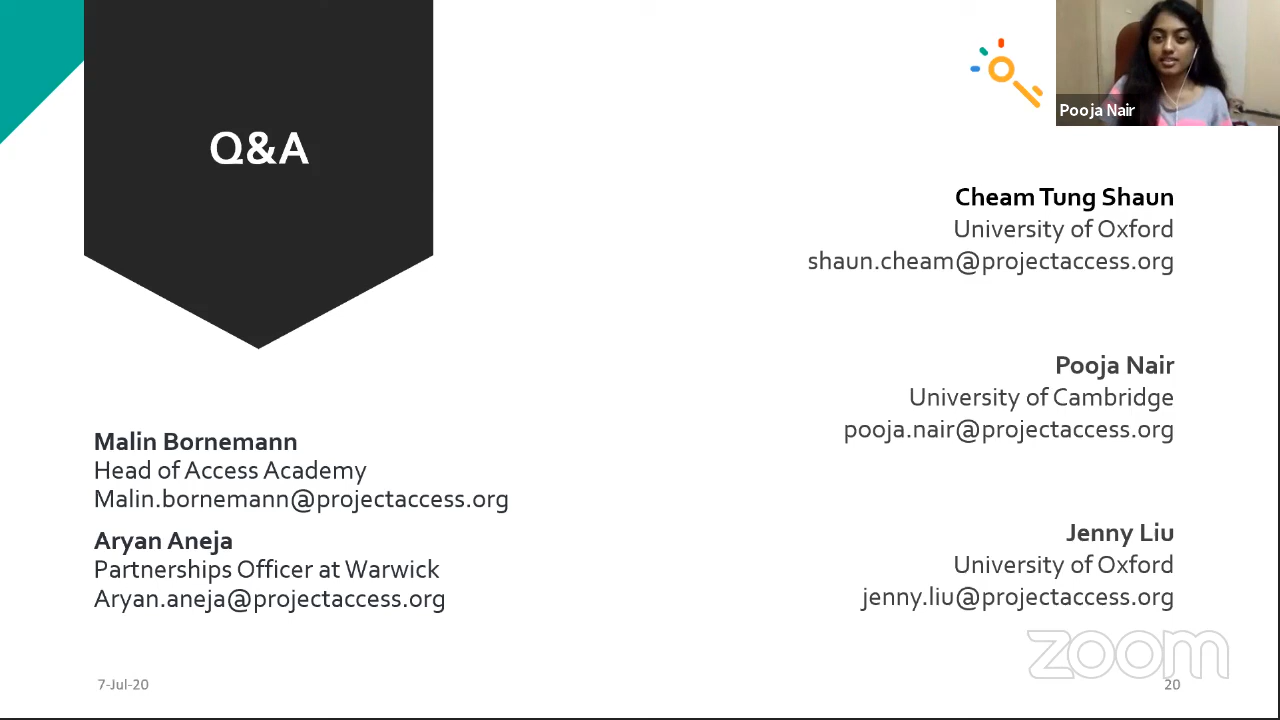 Q&A
Pooja Nair
Cheam Tung Shaun
University of Oxford
shaun.cheam@projectaccess.org
Pooja Nair
University of Cambridge
pooja.nair@projectaccess.org
Jenny Liu
University of Oxford
jenny.liu@projectaccess.org
Malin Bornemann
Head of Access Academy
Malin.bornemann@projectaccess.org
Aryan Aneja
Partnerships Officer at Warwick
Aryan.aneja@projectaccess.org
zoom
7-Jul-20
20